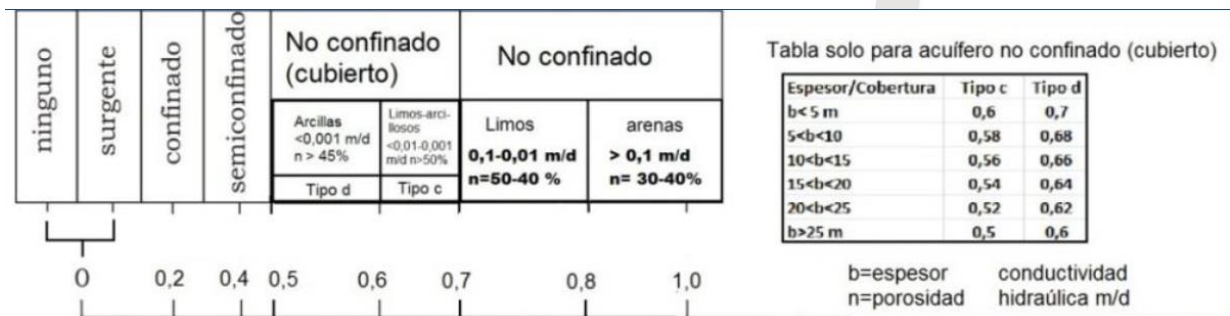 ninguno
surgente
confinado
semiconfinado
No confinado
(cubierto)
No confinado
Arcillas
<0,001 m/d
n > 45%
Limos-arci-
llosos
<0,01-0,001
m/d n>50%
Limos
0,1-0,01 m/d
n=50-40 %
arenas
> 0,1 m/d
n= 30-40%
Tipo d
Tipo c
0 0,2 0,4 0,5 0,6 0,7 0,8 1,0
Tabla solo para acuífero no confinado (cubierto)
Espesor/Cobertura Tipo c Tipo d
b<5 m 0,6 0,7
5<b<10 0,58 0,68
10<b<15 0,56 0,66
15<b<20 0,54 0,64
20<b<25 0,52 0,62
b>25 m 0,5 0,6
b=espesor conductividad
n=porosidad hidraúlica m/d